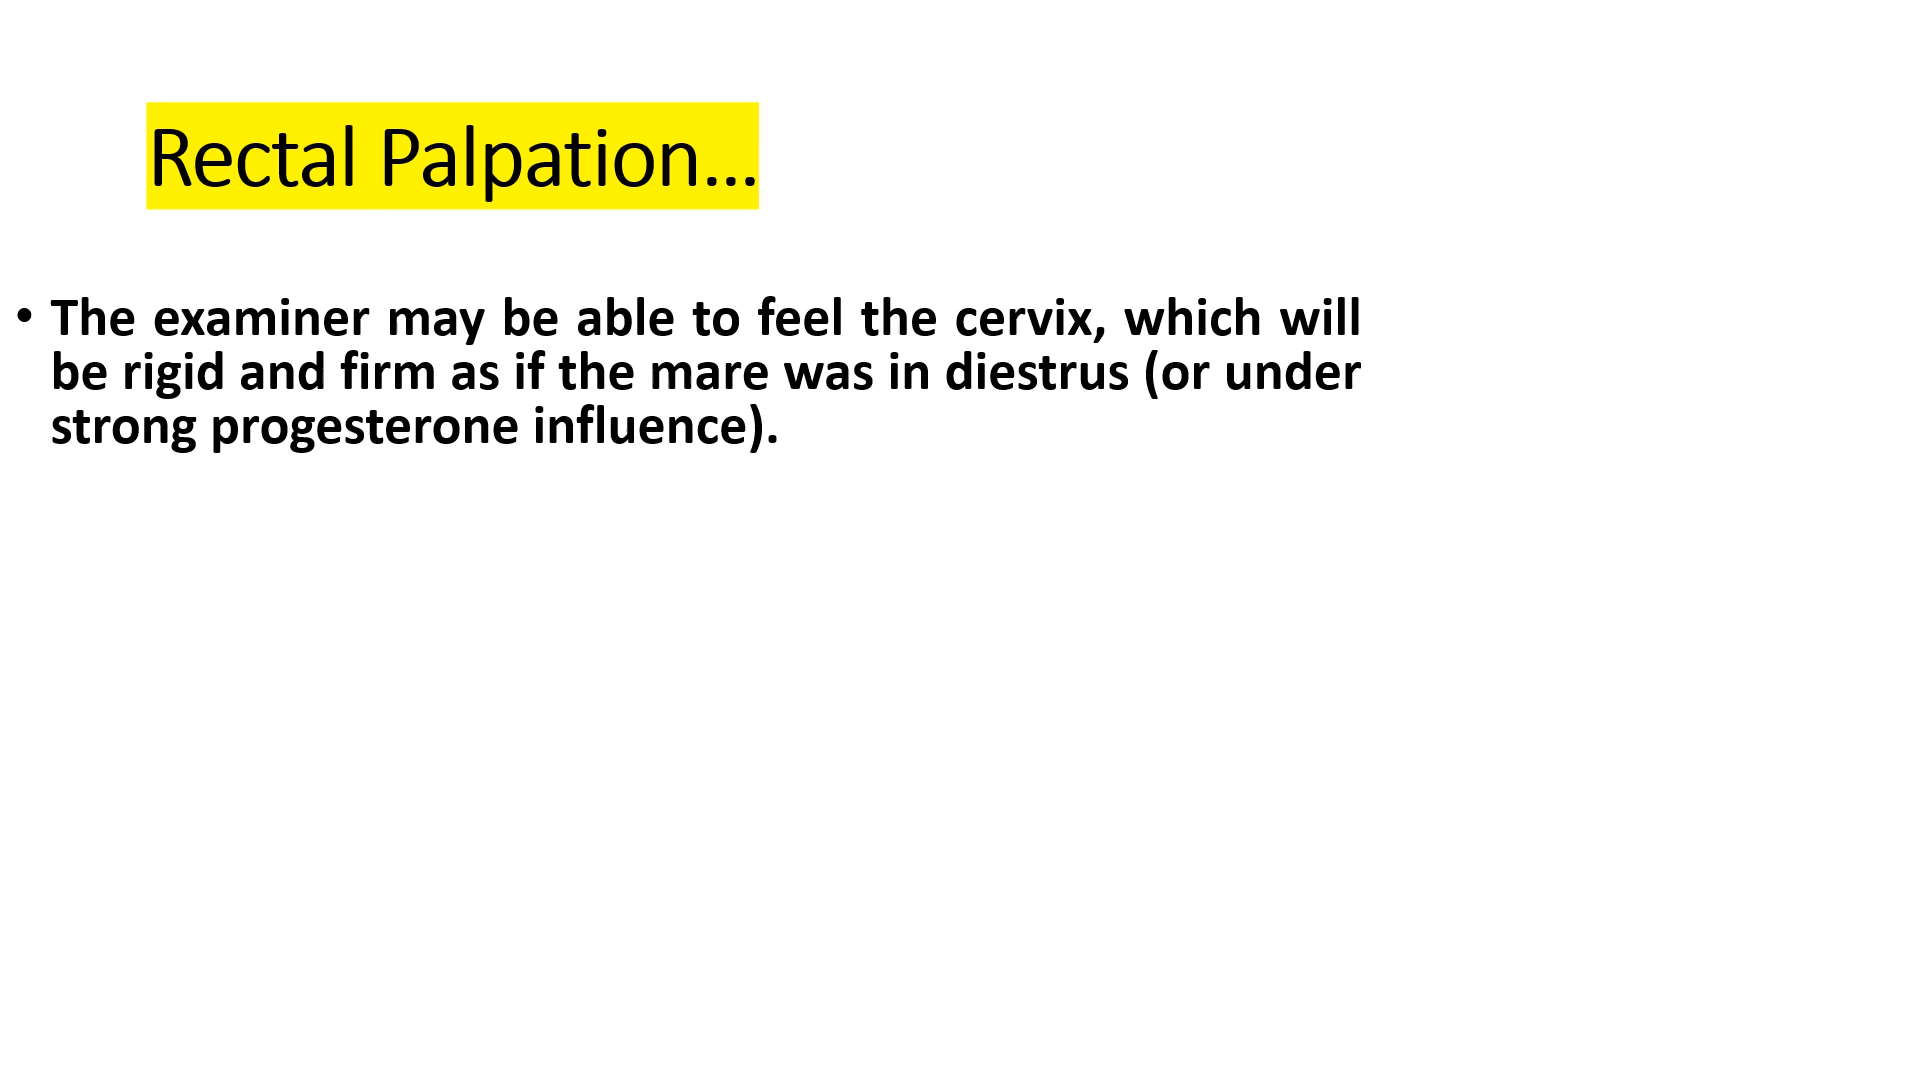 Rectal Palpation...
• The examiner may be able to feel the cervix, which will
be rigid and firm as if the mare was in diestrus (or under
strong progesterone influence).